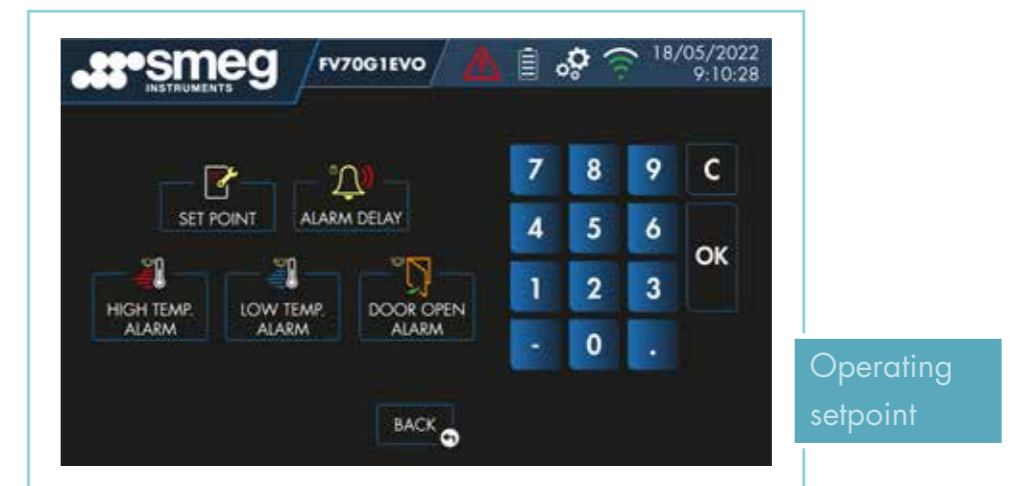 smeg
INSTRUMENTS
FV70G1EVO
18/05/2022
9:10:28
SET POINT
ALARM DELAY
HIGH TEMP.
ALARM
LOW TEMP.
ALARM
DOOR OPEN
ALARM
BACK
7 8 9 C
4 5 6
OK
1 2 3
- 0 .
Operating
setpoint